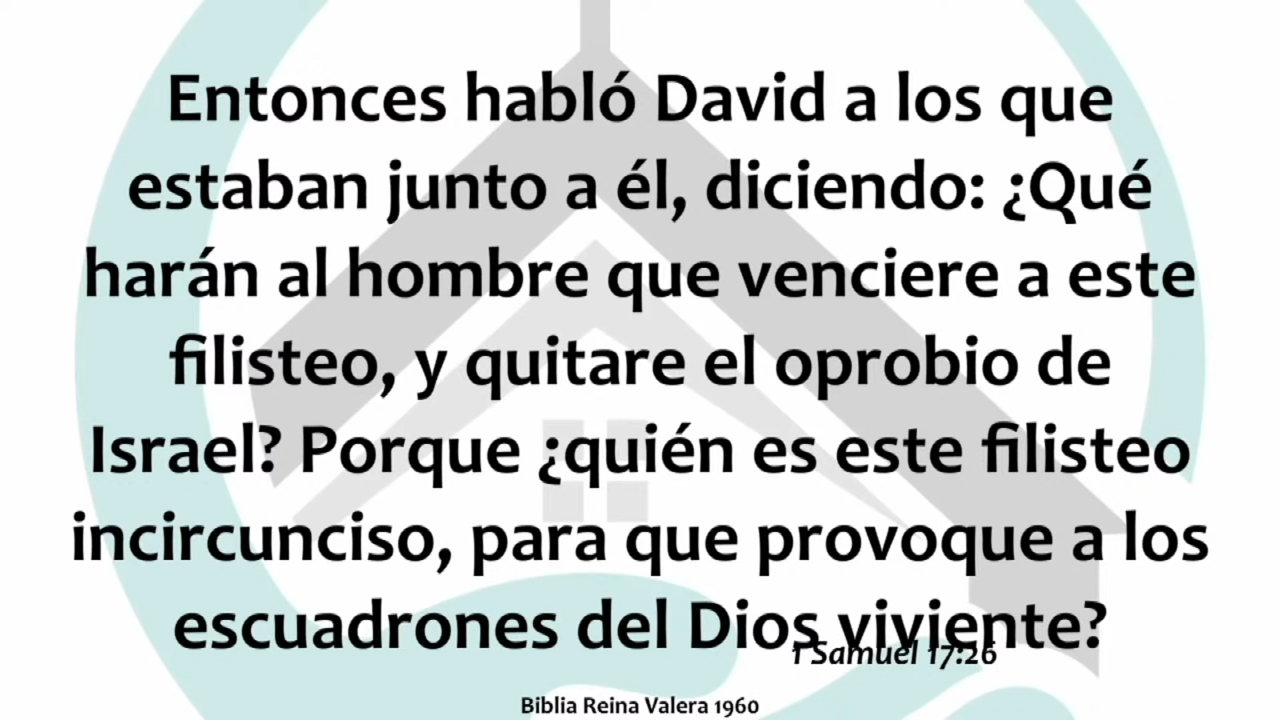 Entonces habló David a los que
estaban junto a él, diciendo: ¿Qué
harán al hombre que venciere a este
filisteo, y quitare el oprobio de
Israel? Porque ¿quién es este filisteo
incircunciso, para que provoque a los
escuadrones del Dios viviente?
1 Samuel 17:26
Biblia Reina Valera 1960